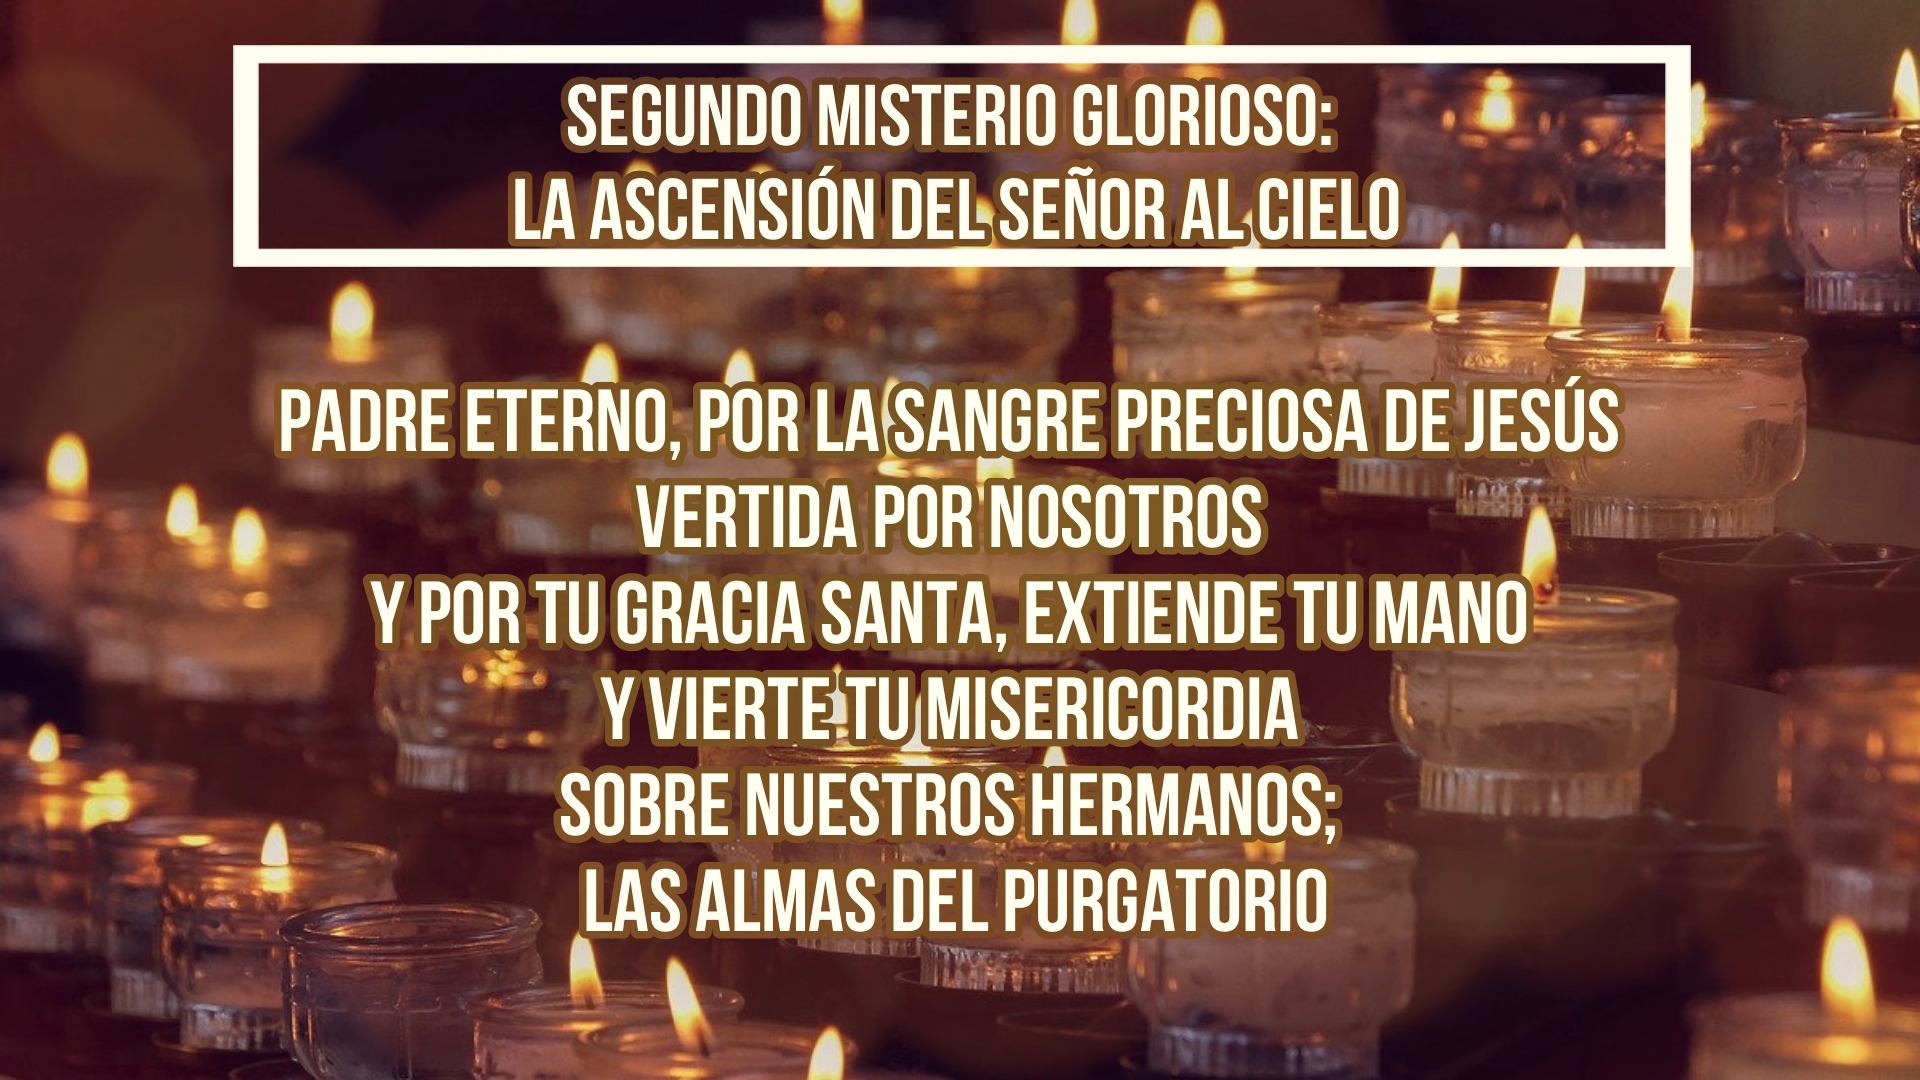 SEGUNDO MISTERIO GLORIOSO:
LA ASCENSIÓN DEL SEÑOR AL CIELO
PADRE ETERNO, POR LA SANGRE PRECIOSA DE JESÚS
VERTIDA POR NOSOTROS
Y POR TU GRACIA SANTA, EXTIENDE TU MANO
Y VIERTE TU MISERICORDIA
SOBRE NUESTROS HERMANOS;
LAS ALMAS DEL PURGATORIO